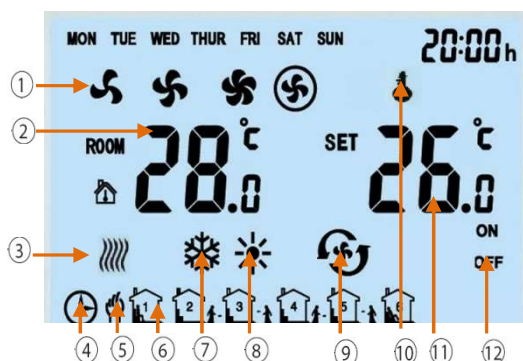 MON TUE WED THUR FRI SAT SUN 20:00h
①
② ROOM 28.0°C SET 26.0°C
③ ON
OFF
1 2 3 4 5 6
④ ⑤ ⑥ ⑦ ⑧ ⑨ ⑩ ⑪ ⑫